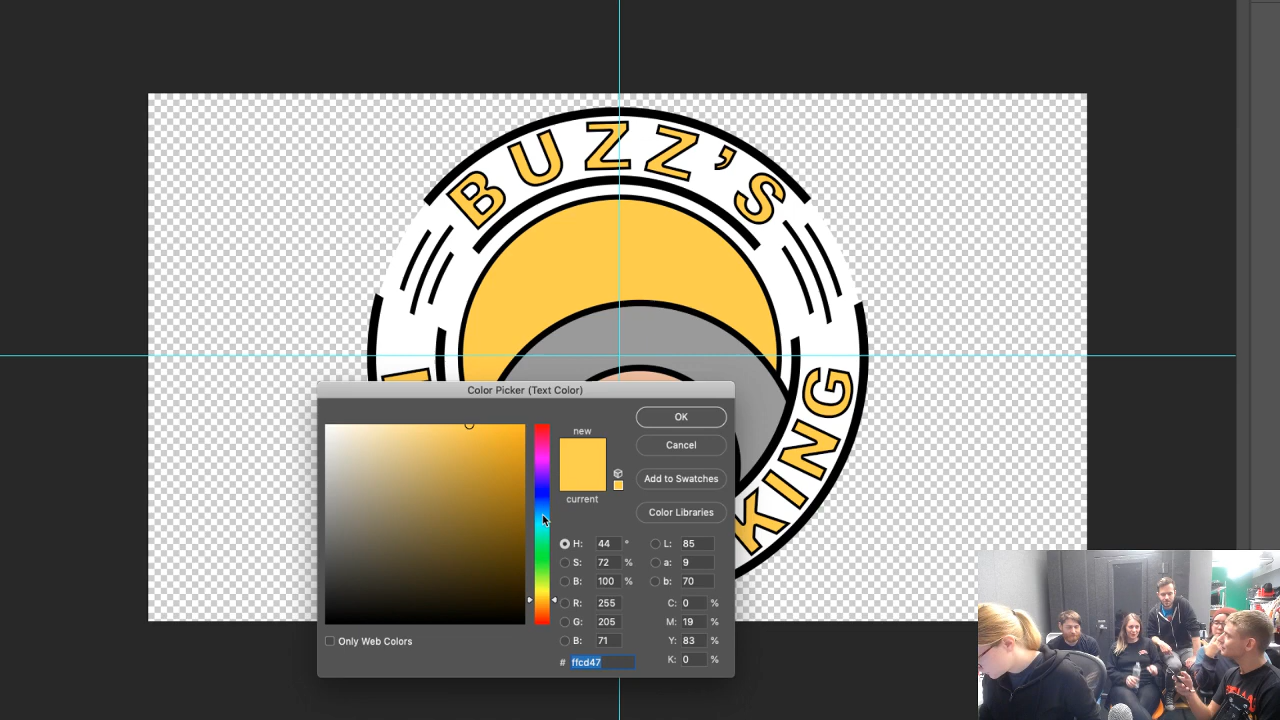 BUZZ'S
KING
Color Picker (Text Color)
new
current
OK
Cancel
Add to Swatches
Color Libraries
H: 44 °
S: 72 %
B: 100 %
R: 255
G: 205
B: 71
# ffcd47
L: 85
a: 9
b: 70
C: 0 %
M: 19 %
Y: 83 %
K: 0 %
Only Web Colors